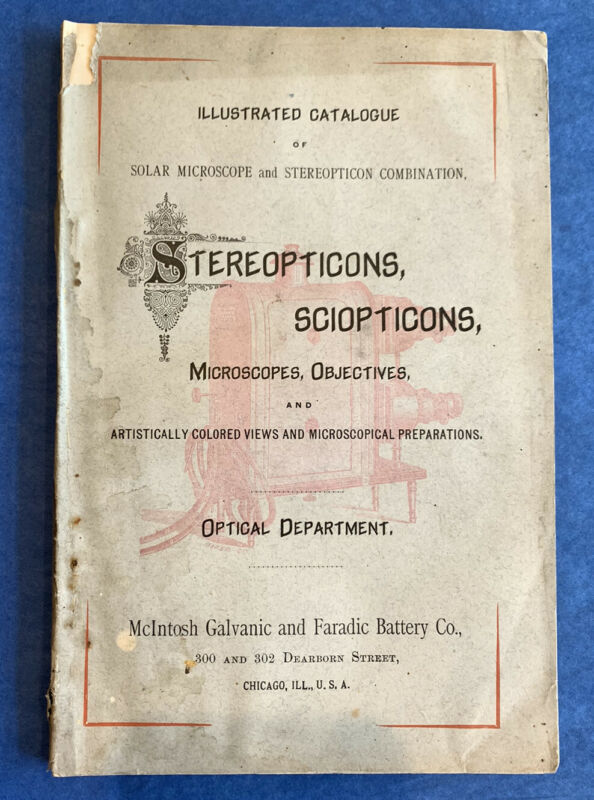 ILLUSTRATED CATALOGUE
OF
SOLAR MICROSCOPE and STEREOPTICON COMBINATION,
STEREOPTICONS,
SCIOPTICONS,
MICROSCOPES, OBJECTIVES,
AND
ARTISTICALLY COLORED VIEWS AND MICROSCOPICAL PREPARATIONS.
OPTICAL DEPARTMENT.
McIntosh Galvanic and Faradic Battery Co.,
300 AND 302 DEARBORN STREET,
CHICAGO, ILL., U. S. A.